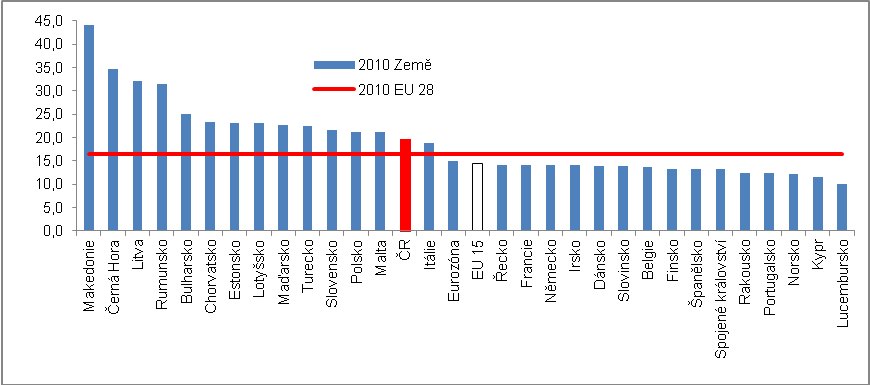 45,0
40,0
35,0
30,0
25,0
20,0
15,0
10,0
5,0
0,0
2010 Země
2010 EU 28
Makedonie
Černá Hora
Litva
Rumunsko
Bulharsko
Chorvatsko
Estonsko
Lotyšsko
Maďarsko
Turecko
Slovensko
Polsko
Malta
ČR
Itálie
Eurozóna
EU 15
Řecko
Francie
Německo
Irsko
Dánsko
Slovinsko
Belgie
Finsko
Španělsko
Spojené království
Rakousko
Portugalsko
Norsko
Kypr
Lucembursko